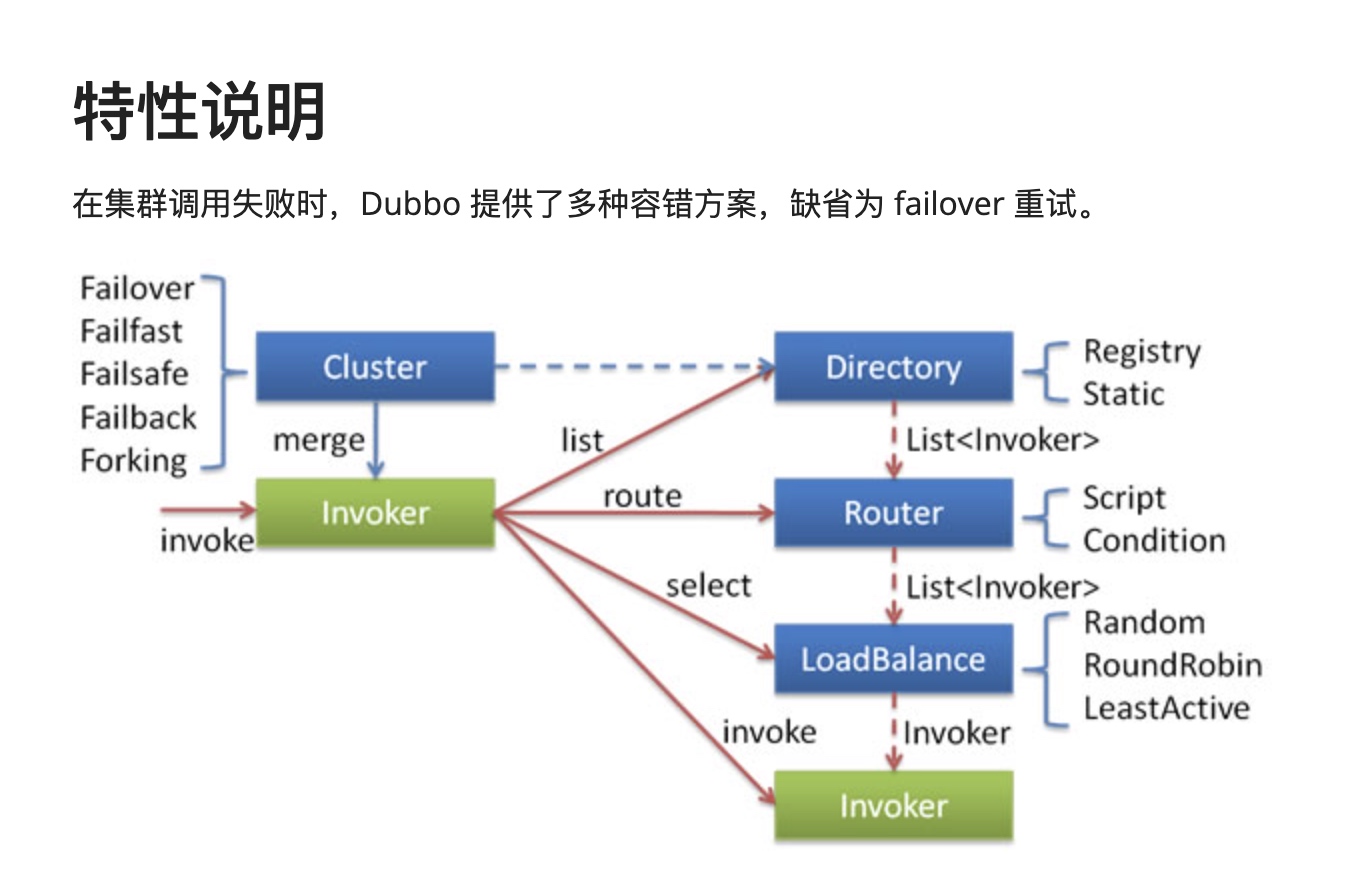 特性说明
在集群调用失败时，Dubbo 提供了多种容错方案，缺省为 failover 重试。
Failover
Failfast
Failsafe
Failback
Forking
Cluster
Directory
Registry
Static
merge
list
List<Invoker>
invoke
Invoker
route
Router
Script
Condition
select
List<Invoker>
LoadBalance
Random
RoundRobin
LeastActive
invoke
Invoker
Invoker